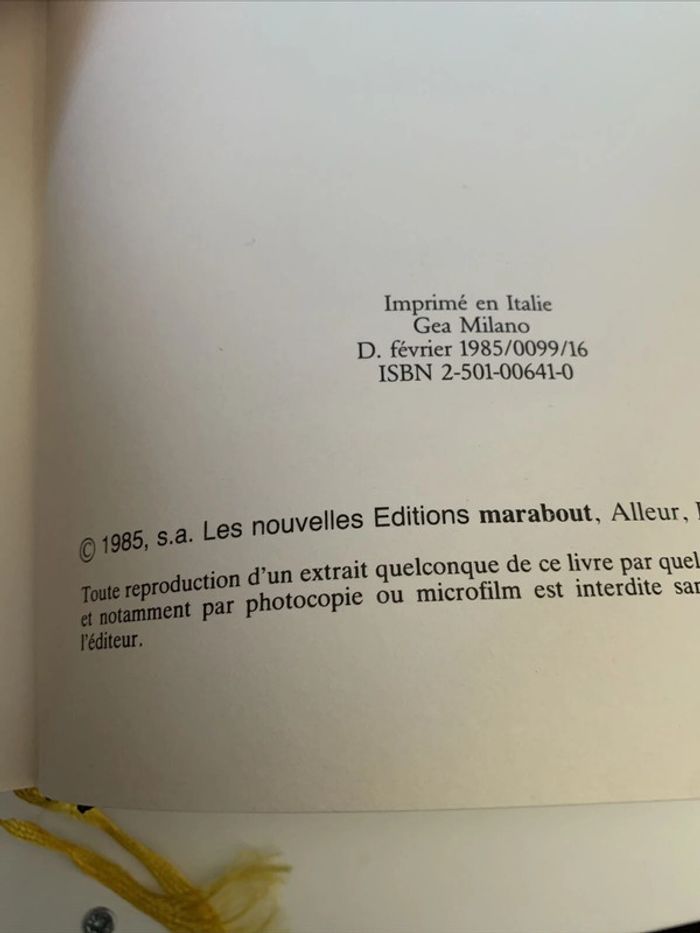 Imprimé en Italie
Gea Milano
D. février 1985/0099/16
ISBN 2-501-00641-0
© 1985, s.a. Les nouvelles Editions marabout, Alleur,
Toute reproduction d'un extrait quelconque de ce livre par
et notamment par photocopie ou microfilm est interdite
l'éditeur.